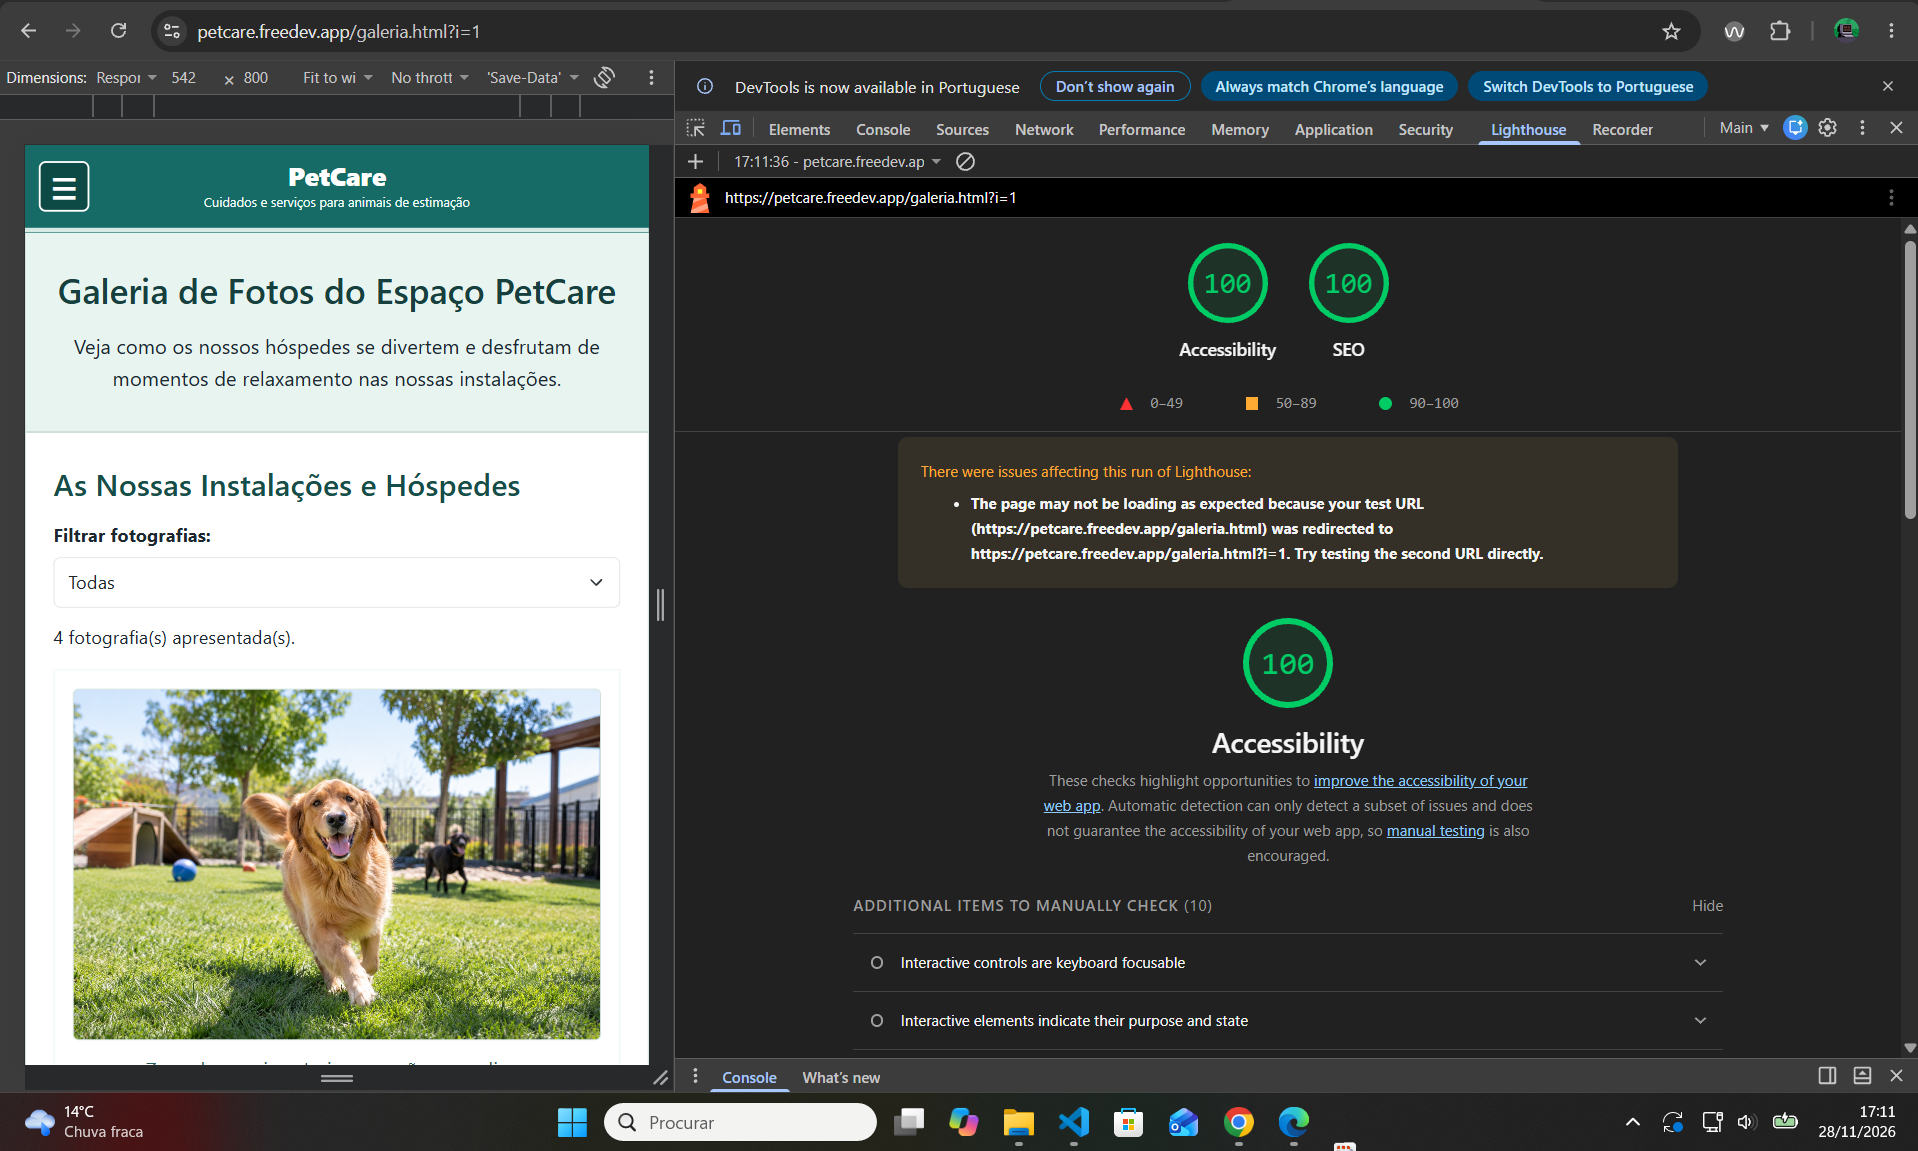 petcare.freedev.app/galeria.html?i=1
Dimensions: Respor 542 × 800 Fit to wi No thrott 'Save-Data'
DevTools is now available in Portuguese Don't show again Always match Chrome's language Switch DevTools to Portuguese
Elements Console Sources Network Performance Memory Application Security Lighthouse Recorder Main
17:11:36 - petcare.freedev.ap
https://petcare.freedev.app/galeria.html?i=1
PetCare
Cuidados e serviços para animais de estimação
Galeria de Fotos do Espaço PetCare
Veja como os nossos hóspedes se divertem e desfrutam de
momentos de relaxamento nas nossas instalações.
As Nossas Instalações e Hóspedes
Filtrar fotografias:
Todas
4 fotografia(s) apresentada(s).
100 100
Accessibility SEO
0–49 50–89 90–100
There were issues affecting this run of Lighthouse:
• The page may not be loading as expected because your test URL
(https://petcare.freedev.app/galeria.html) was redirected to
https://petcare.freedev.app/galeria.html?i=1. Try testing the second URL directly.
100
Accessibility
These checks highlight opportunities to improve the accessibility of your
web app. Automatic detection can only detect a subset of issues and does
not guarantee the accessibility of your web app, so manual testing is also
encouraged.
ADDITIONAL ITEMS TO MANUALLY CHECK (10) Hide
Interactive controls are keyboard focusable
Interactive elements indicate their purpose and state
Console What's new
14°C
Chuva fraca
Procurar
17:11
28/11/2026